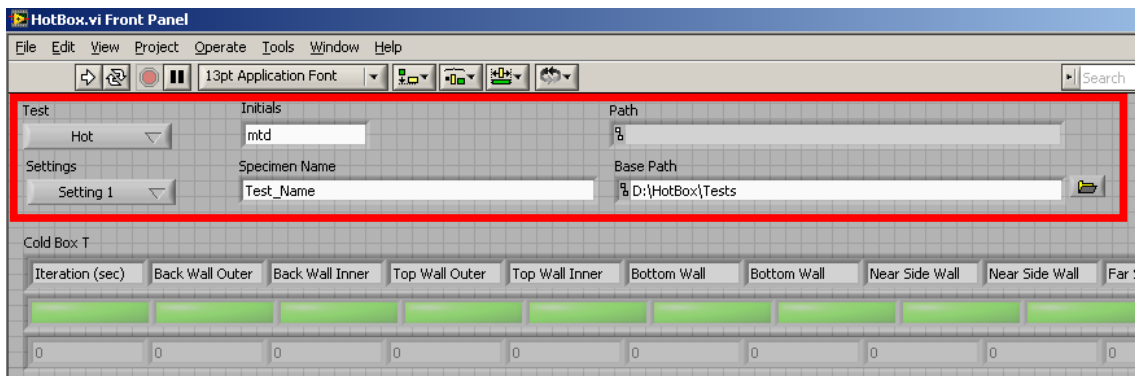 HotBox.vi Front Panel
File Edit View Project Operate Tools Window Help
13pt Application Font Search
Test Initials Path
Hot mtd
Settings Specimen Name Base Path
Setting 1 Test_Name D:\HotBox\Tests
Cold Box T
Iteration (sec) Back Wall Outer Back Wall Inner Top Wall Outer Top Wall Inner Bottom Wall Bottom Wall Near Side Wall Near Side Wall Far
0 0 0 0 0 0 0 0 0 0